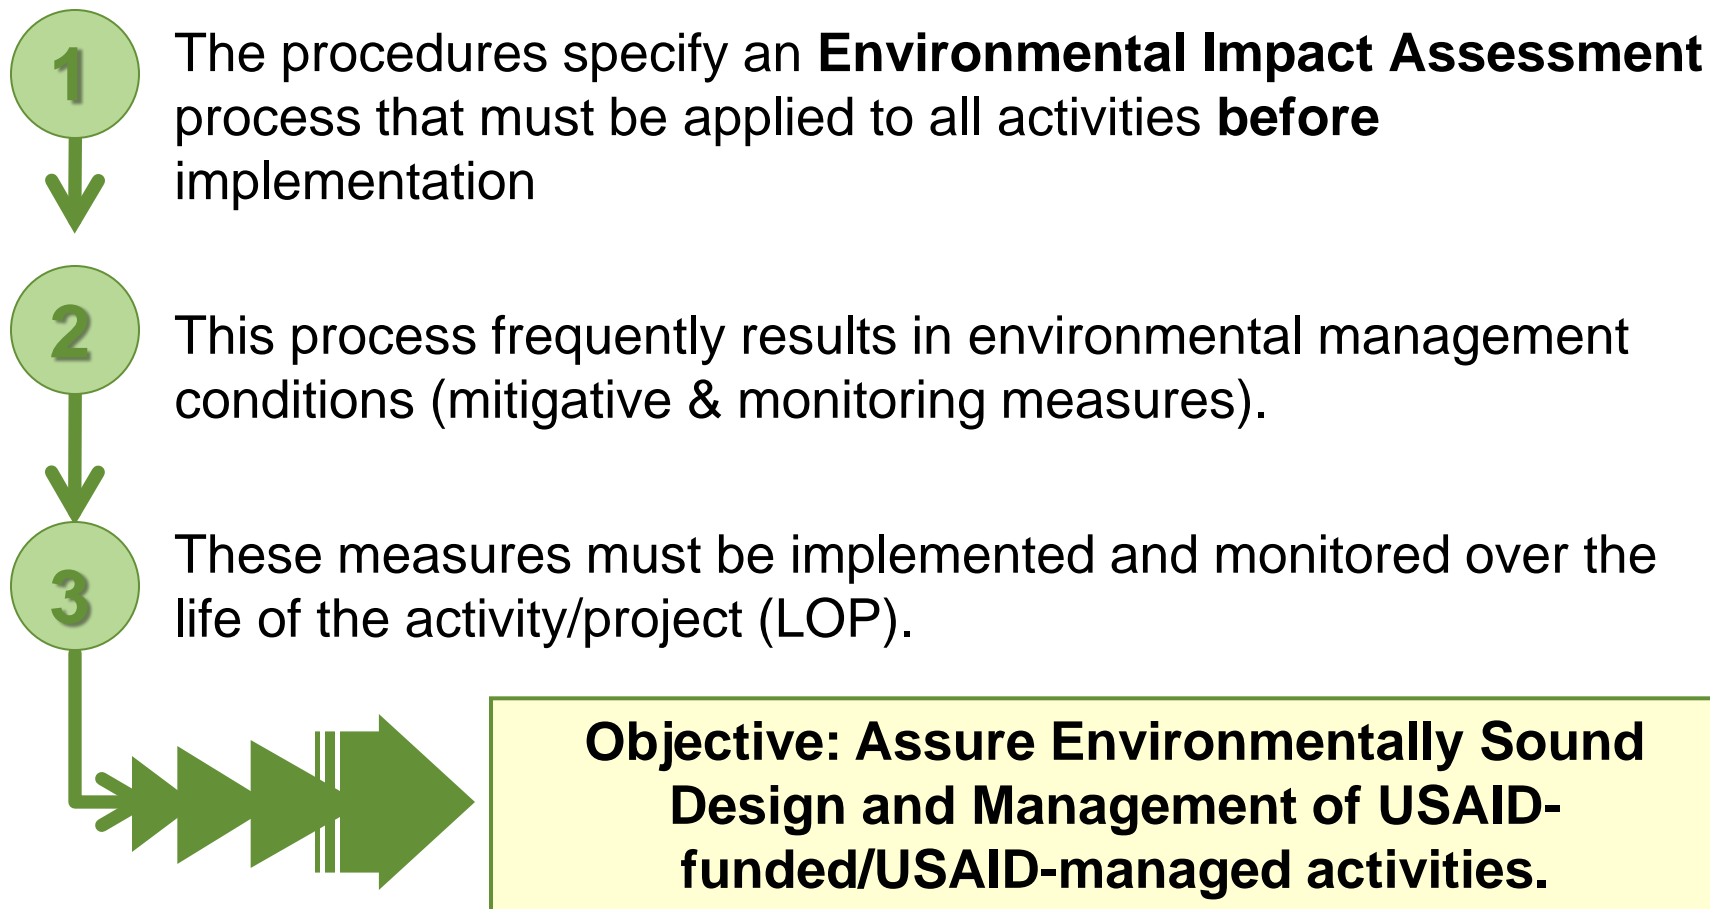 1
The procedures specify an Environmental Impact Assessment
process that must be applied to all activities before
implementation
2
This process frequently results in environmental management
conditions (mitigative & monitoring measures).
3
These measures must be implemented and monitored over the
life of the activity/project (LOP).
Objective: Assure Environmentally Sound
Design and Management of USAID-
funded/USAID-managed activities.